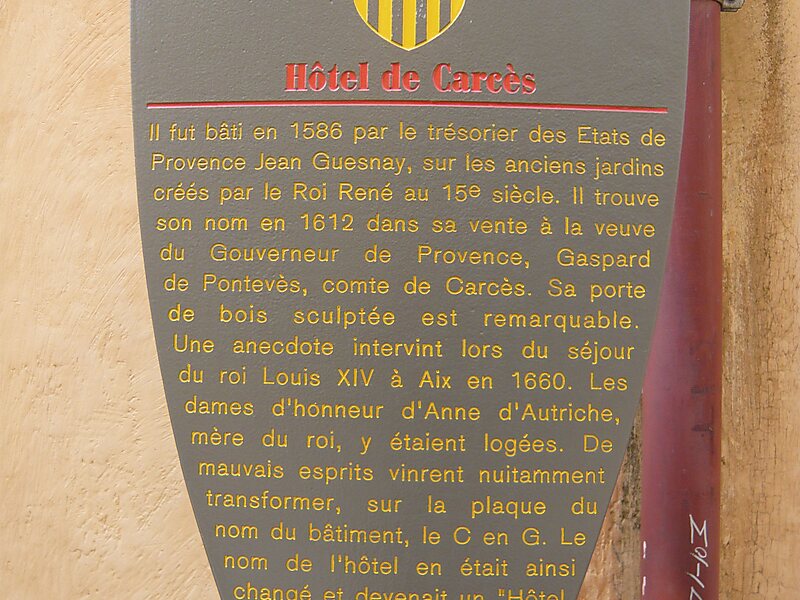 Hôtel de Carcès
Il fut bâti en 1586 par le trésorier des Etats de
Provence Jean Guesnay, sur les anciens jardins
créés par le Roi René au 15e siècle. Il trouve
son nom en 1612 dans sa vente à la veuve
du Gouverneur de Provence, Gaspard
de Pontevès, comte de Carcès. Sa porte
de bois sculptée est remarquable.
Une anecdote intervint lors du séjour
du roi Louis XIV à Aix en 1660. Les
dames d'honneur d'Anne d'Autriche,
mère du roi, y étaient logées. De
mauvais esprits vinrent nuitamment
transformer, sur la plaque du
nom du bâtiment, le C en G. Le
nom de l'hôtel en était ainsi
changé et devenait un "Hôtel